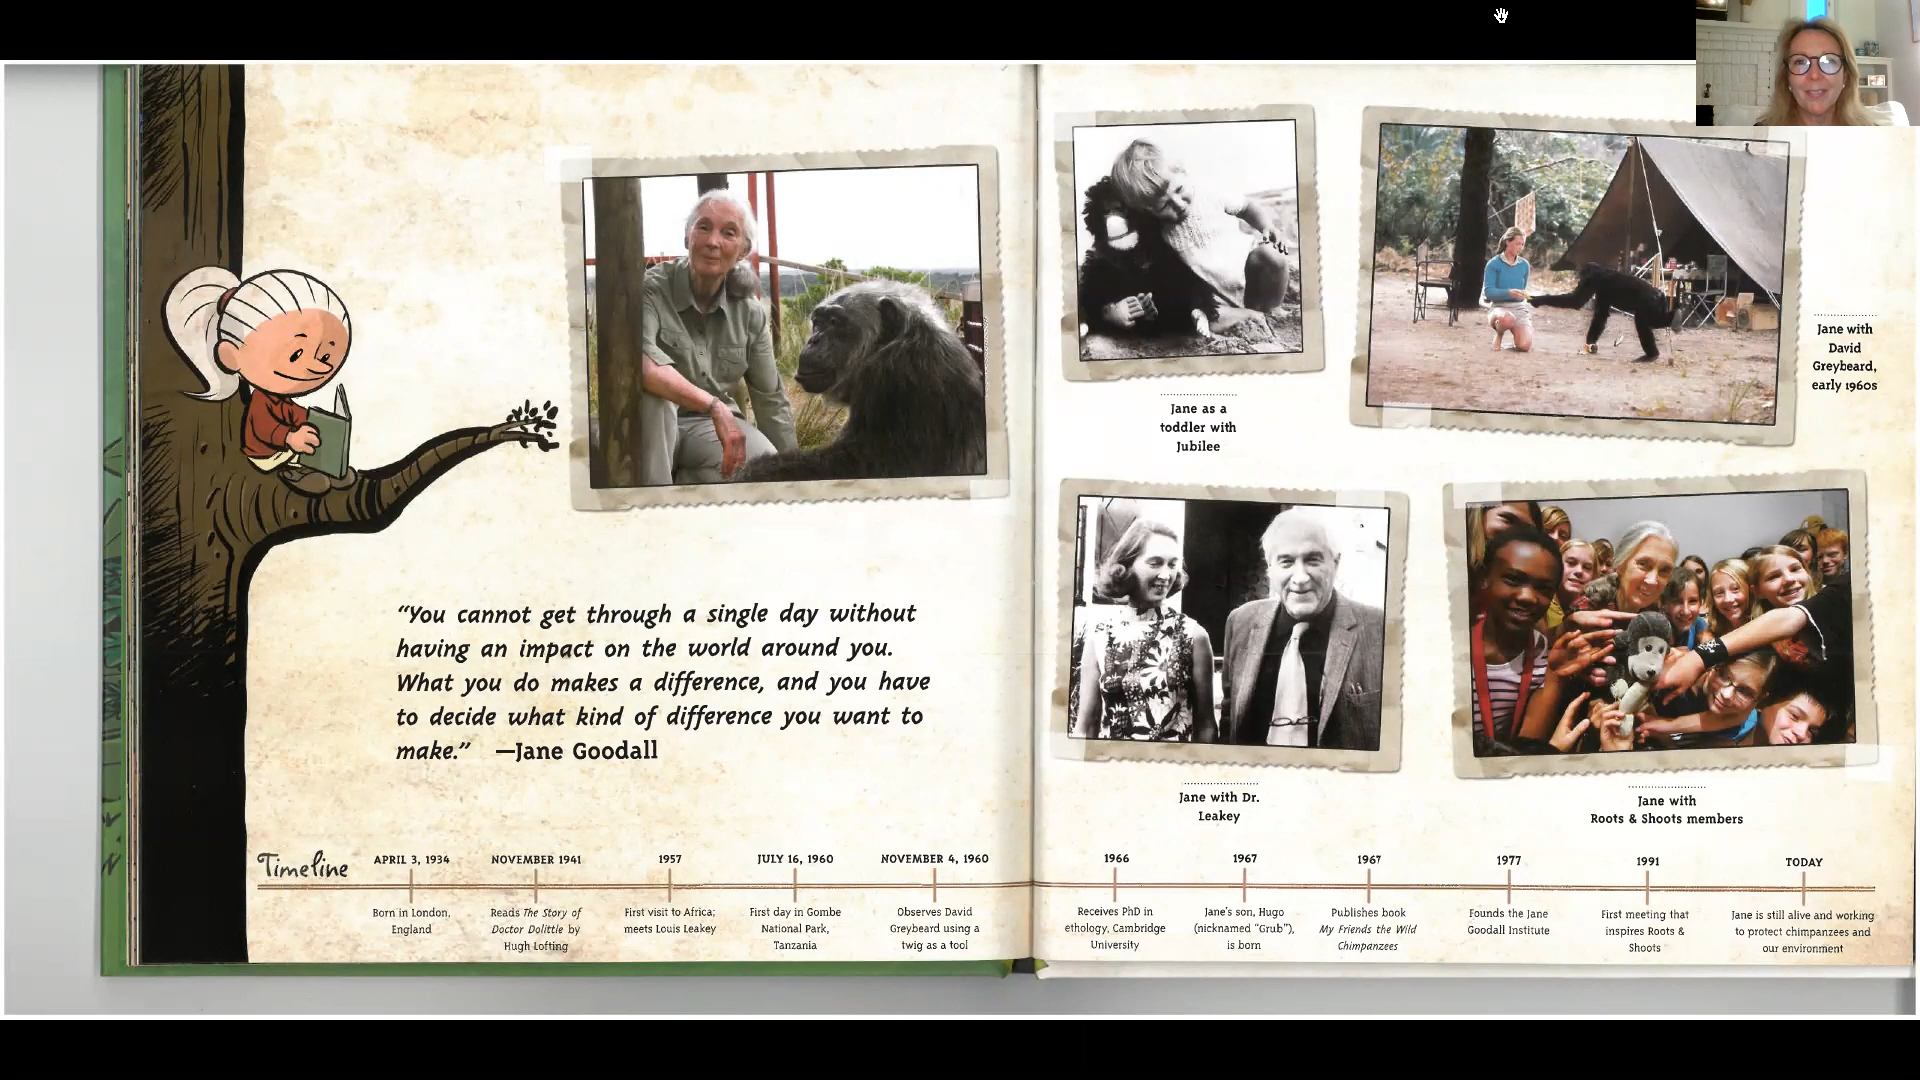 “You cannot get through a single day without
having an impact on the world around you.
What you do makes a difference, and you have
to decide what kind of difference you want to
make.” —Jane Goodall
Jane as a
toddler with
Jubilee
Jane with
David
Greybeard,
early 1960s
Jane with Dr.
Leakey
Jane with
Roots & Shoots members
Timeline
APRIL 3, 1934
Born in London,
England
NOVEMBER 1941
Reads The Story of
Doctor Dolittle by
Hugh Lofting
1957
First visit to Africa;
meets Louis Leakey
JULY 16, 1960
First day in Gombe
National Park,
Tanzania
NOVEMBER 4, 1960
Observes David
Greybeard using a
twig as a tool
1966
Receives PhD in
ethology, Cambridge
University
1967
Jane’s son, Hugo
(nicknamed “Grub”),
is born
1967
Publishes book
My Friends the Wild
Chimpanzees
1977
Founds the Jane
Goodall Institute
1991
First meeting that
inspires Roots &
Shoots
TODAY
Jane is still alive and working
to protect chimpanzees and
our environment